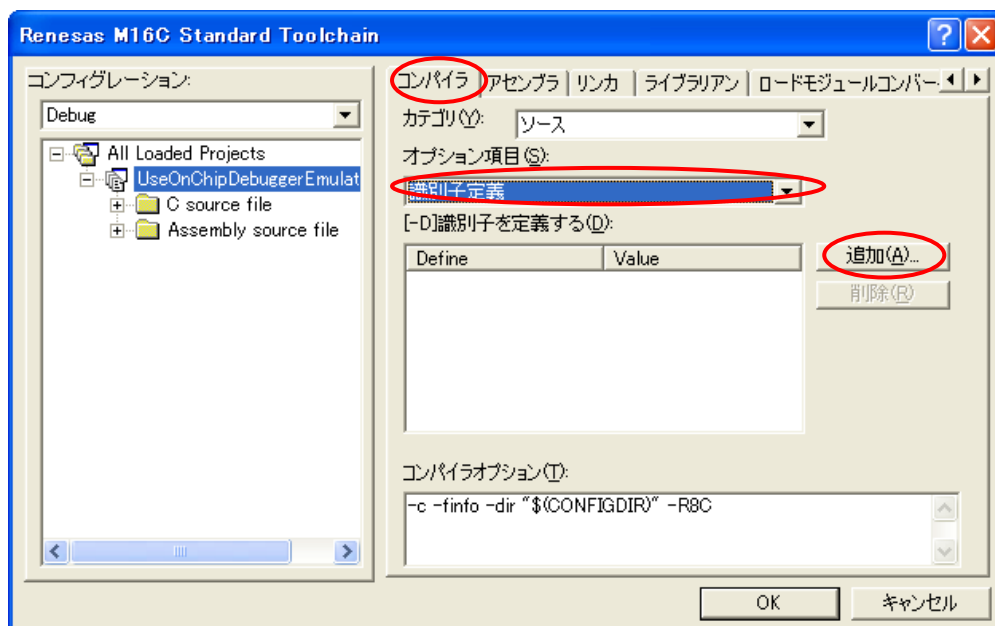 Renesas M16C Standard Toolchain
コンフィグレーション:
Debug
All Loaded Projects
UseOnChipDebuggerEmulat
C source file
Assembly source file
コンパイラ
アセンブラ
リンカ
ライブラリアン
ロードモジュールコンバー
カテゴリ(Y):
ソース
オプション項目(S):
識別子定義
[-D]識別子を定義する(D):
Define Value
追加(A)...
削除(R)
コンパイラオプション(T):
-c -finfo -dir "$(CONFIGDIR)" -R8C
OK
キャンセル